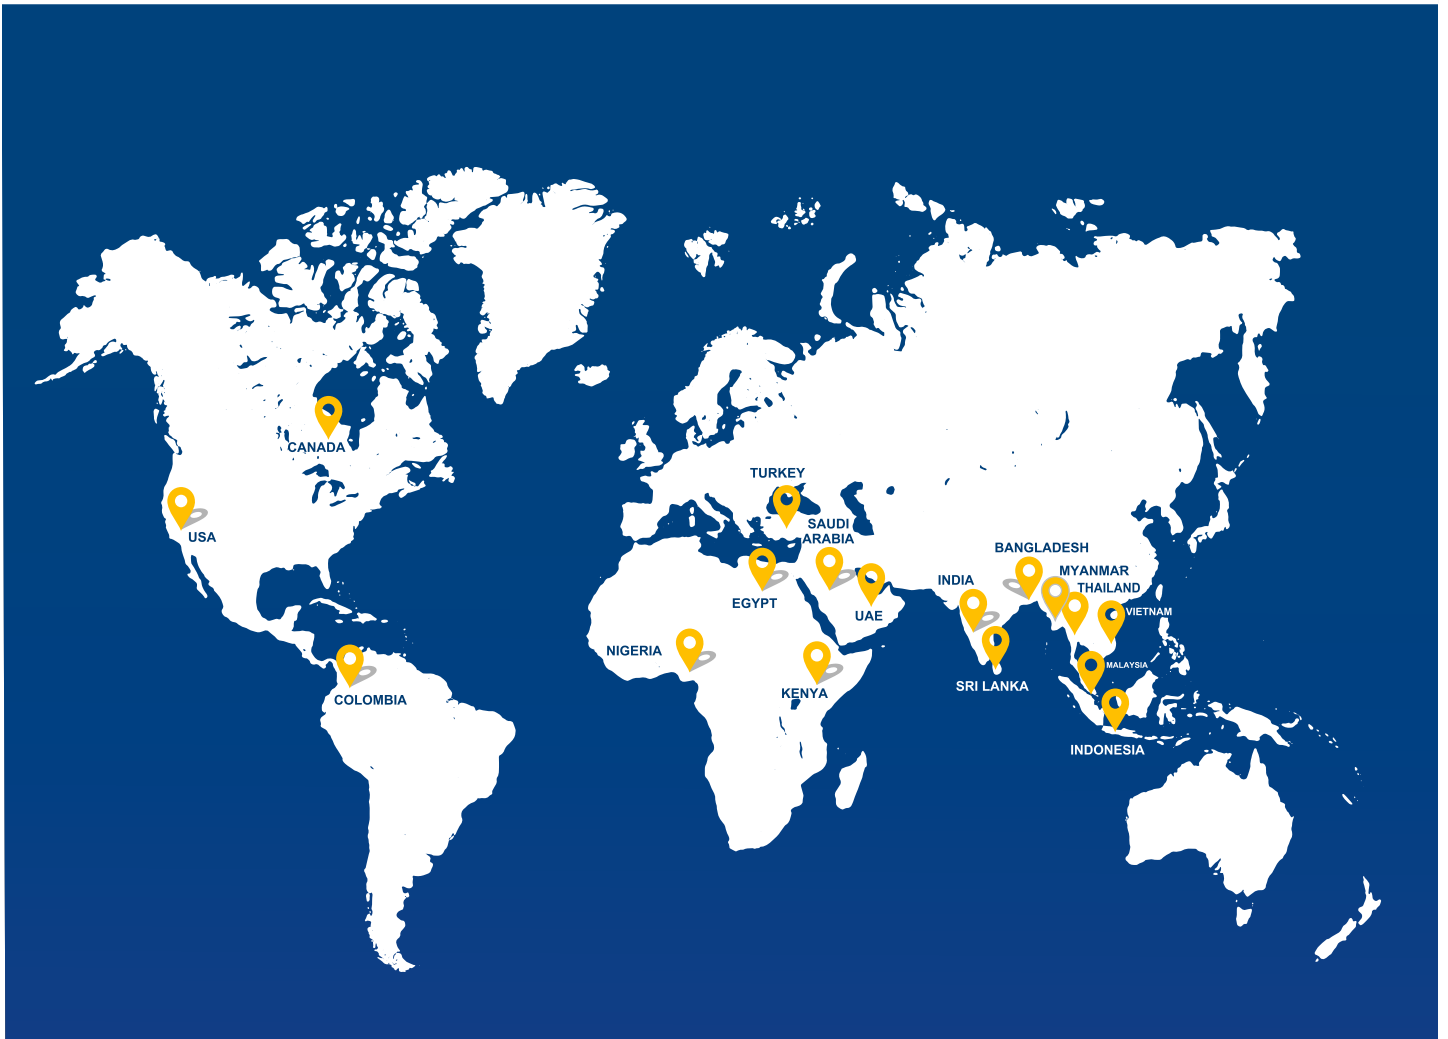 CANADA
TURKEY
USA
SAUDI
ARABIA
BANGLADESH
MYANMAR
INDIA
THAILAND
EGYPT
UAE
VIETNAM
NIGERIA
MALAYSIA
SRI LANKA
KENYA
COLOMBIA
INDONESIA